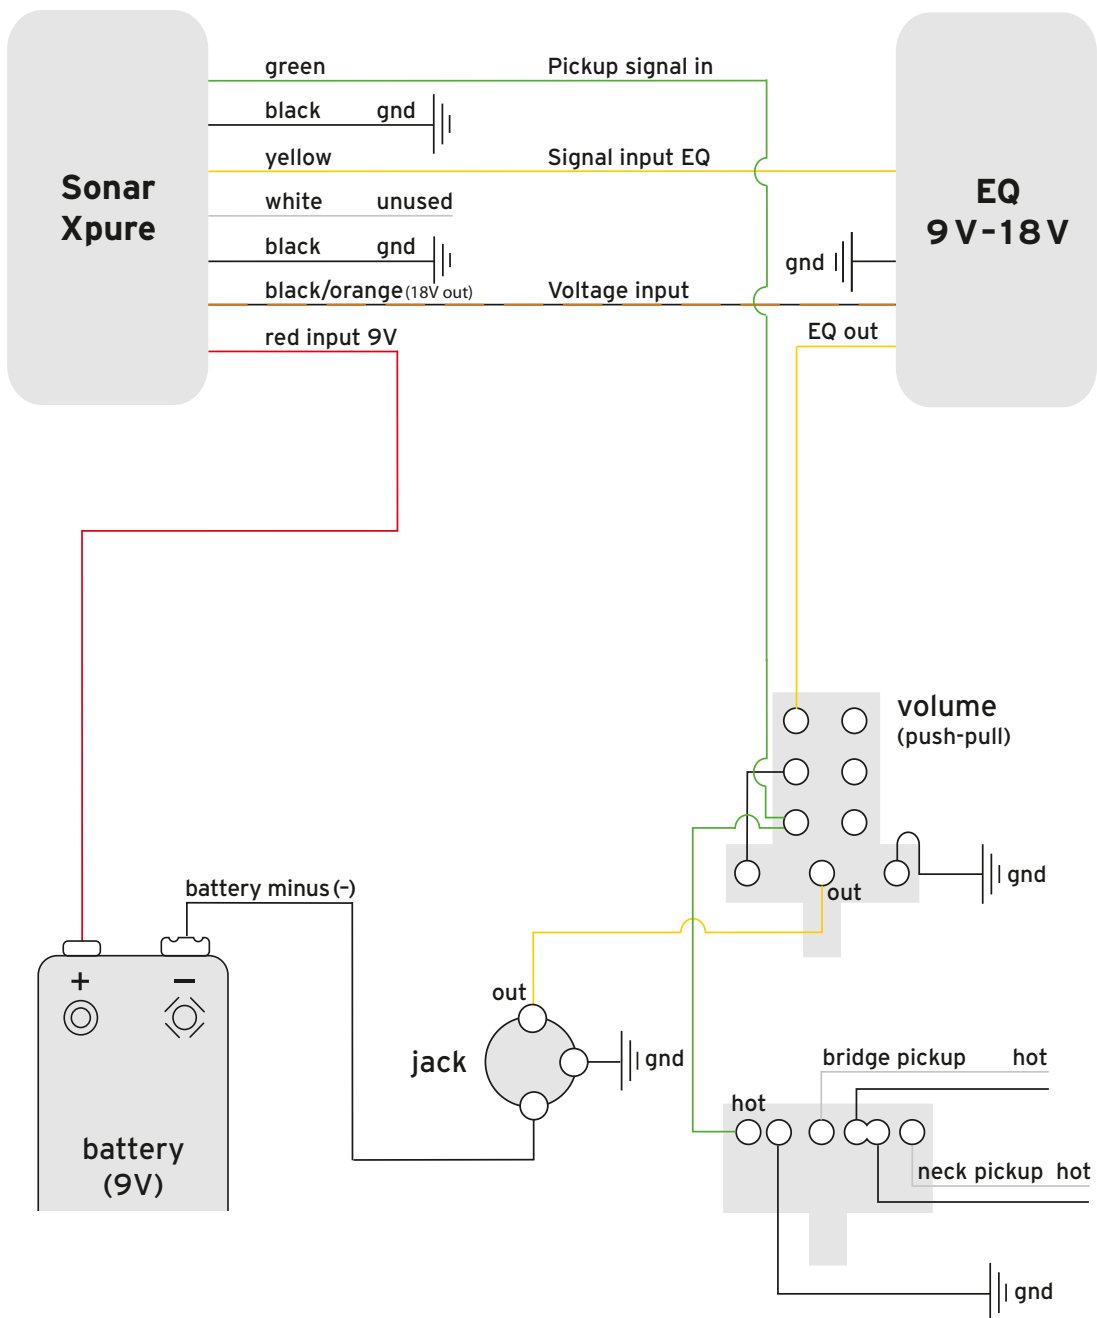 green
Pickup signal in
black
gnd
yellow
Signal input EQ
Sonar
Xpure
EQ
9V-18V
white
unused
black
gnd
gnd
black/orange (18V out)
Voltage input
red input 9V
EQ out
volume
(push-pull)
gnd
out
battery minus (-)
+
−
out
jack
gnd
bridge pickup
hot
hot
battery
(9V)
neck pickup hot
gnd